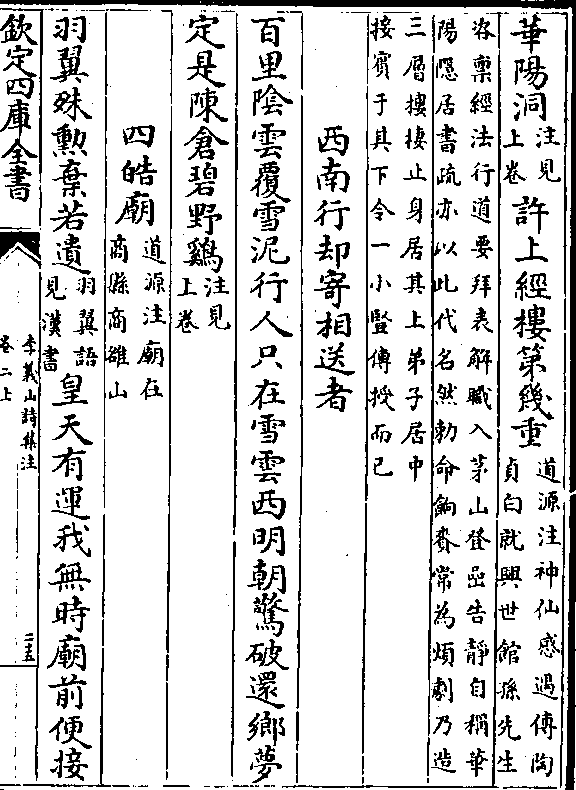 華陽洞注見上卷許上經樓第幾重道源注神仙感遇傳陶貞白就興世館孫先生
咨稟經法行道要拜表解職入茅山登嵒告靜自稱華
陽隱居書疏亦以此代名然勅命餉賚常為煩劇乃造
三層樓棲止身居其上弟子居中
接賓于其下令一小豎傳授而已
西南行却寄相送者
百里陰雲覆雪泥行人只在雪雲西明朝驚破還鄉夢
定是陳倉碧野鷄注見上卷
四皓廟道源注廟在商縣商雒山
羽翼殊勲棄若遺羽翼語見漢書皇天有運我無時廟前便接
欽定四庫全書
李義山詩集注
卷二上
二五